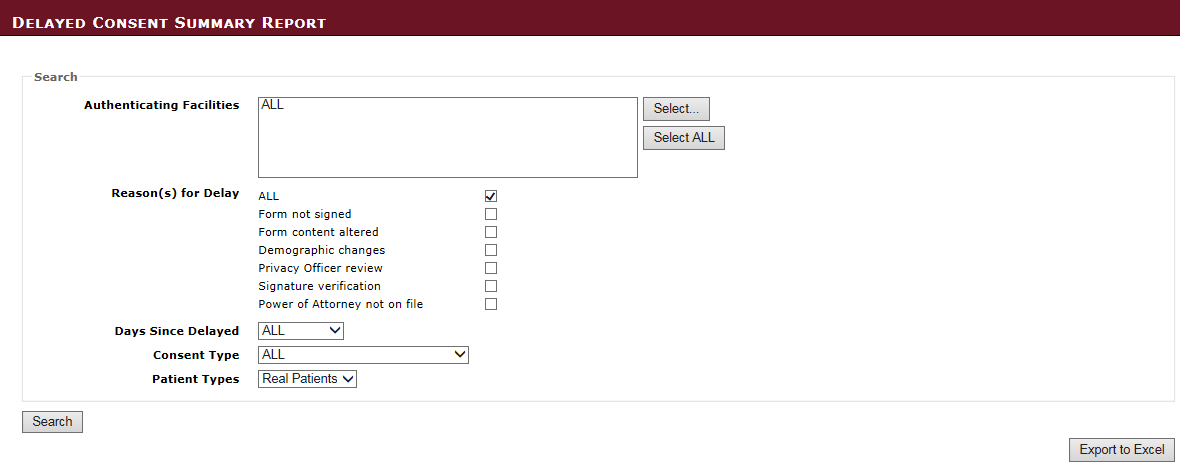 DELAYED CONSENT SUMMARY REPORT
Search
Authenticating Facilities ALL Select...
Select ALL
Reason(s) for Delay ALL
Form not signed
Form content altered
Demographic changes
Privacy Officer review
Signature verification
Power of Attorney not on file
Days Since Delayed ALL
Consent Type ALL
Patient Types Real Patients
Search
Export to Excel